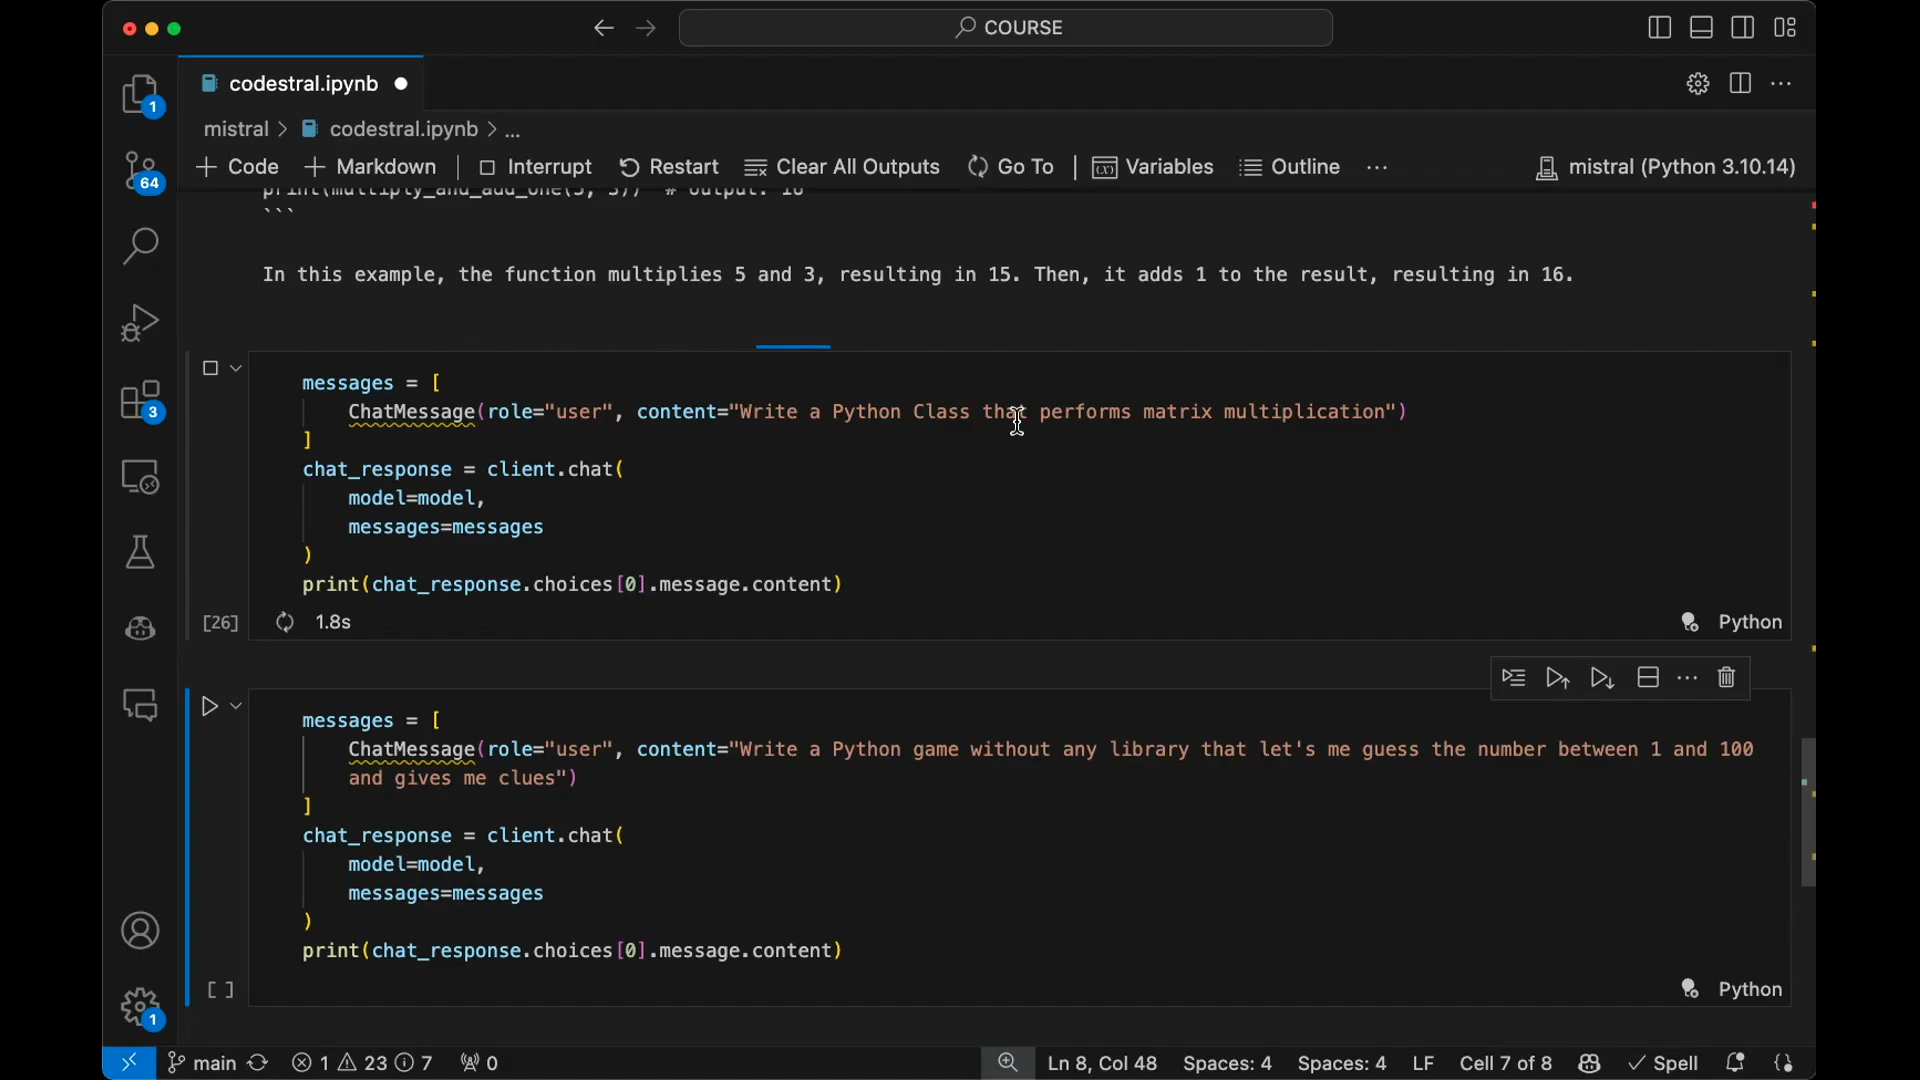 COURSE
codestral.ipynb
mistral > codestral.ipynb > ...
+ Code + Markdown Interrupt Restart Clear All Outputs Go To Variables Outline ... mistral (Python 3.10.14)
print(multiply_and_add_one(5, 3)) # output: 16
```
In this example, the function multiplies 5 and 3, resulting in 15. Then, it adds 1 to the result, resulting in 16.
messages = [
ChatMessage(role="user", content="Write a Python Class that performs matrix multiplication")
]
chat_response = client.chat(
model=model,
messages=messages
)
print(chat_response.choices[0].message.content)
[26] 1.8s Python
messages = [
ChatMessage(role="user", content="Write a Python game without any library that let's me guess the number between 1 and 100
and gives me clues")
]
chat_response = client.chat(
model=model,
messages=messages
)
print(chat_response.choices[0].message.content)
[ ] Python
1
64
3
1
main 1 23 7 0 Ln 8, Col 48 Spaces: 4 Spaces: 4 LF Cell 7 of 8 Spell